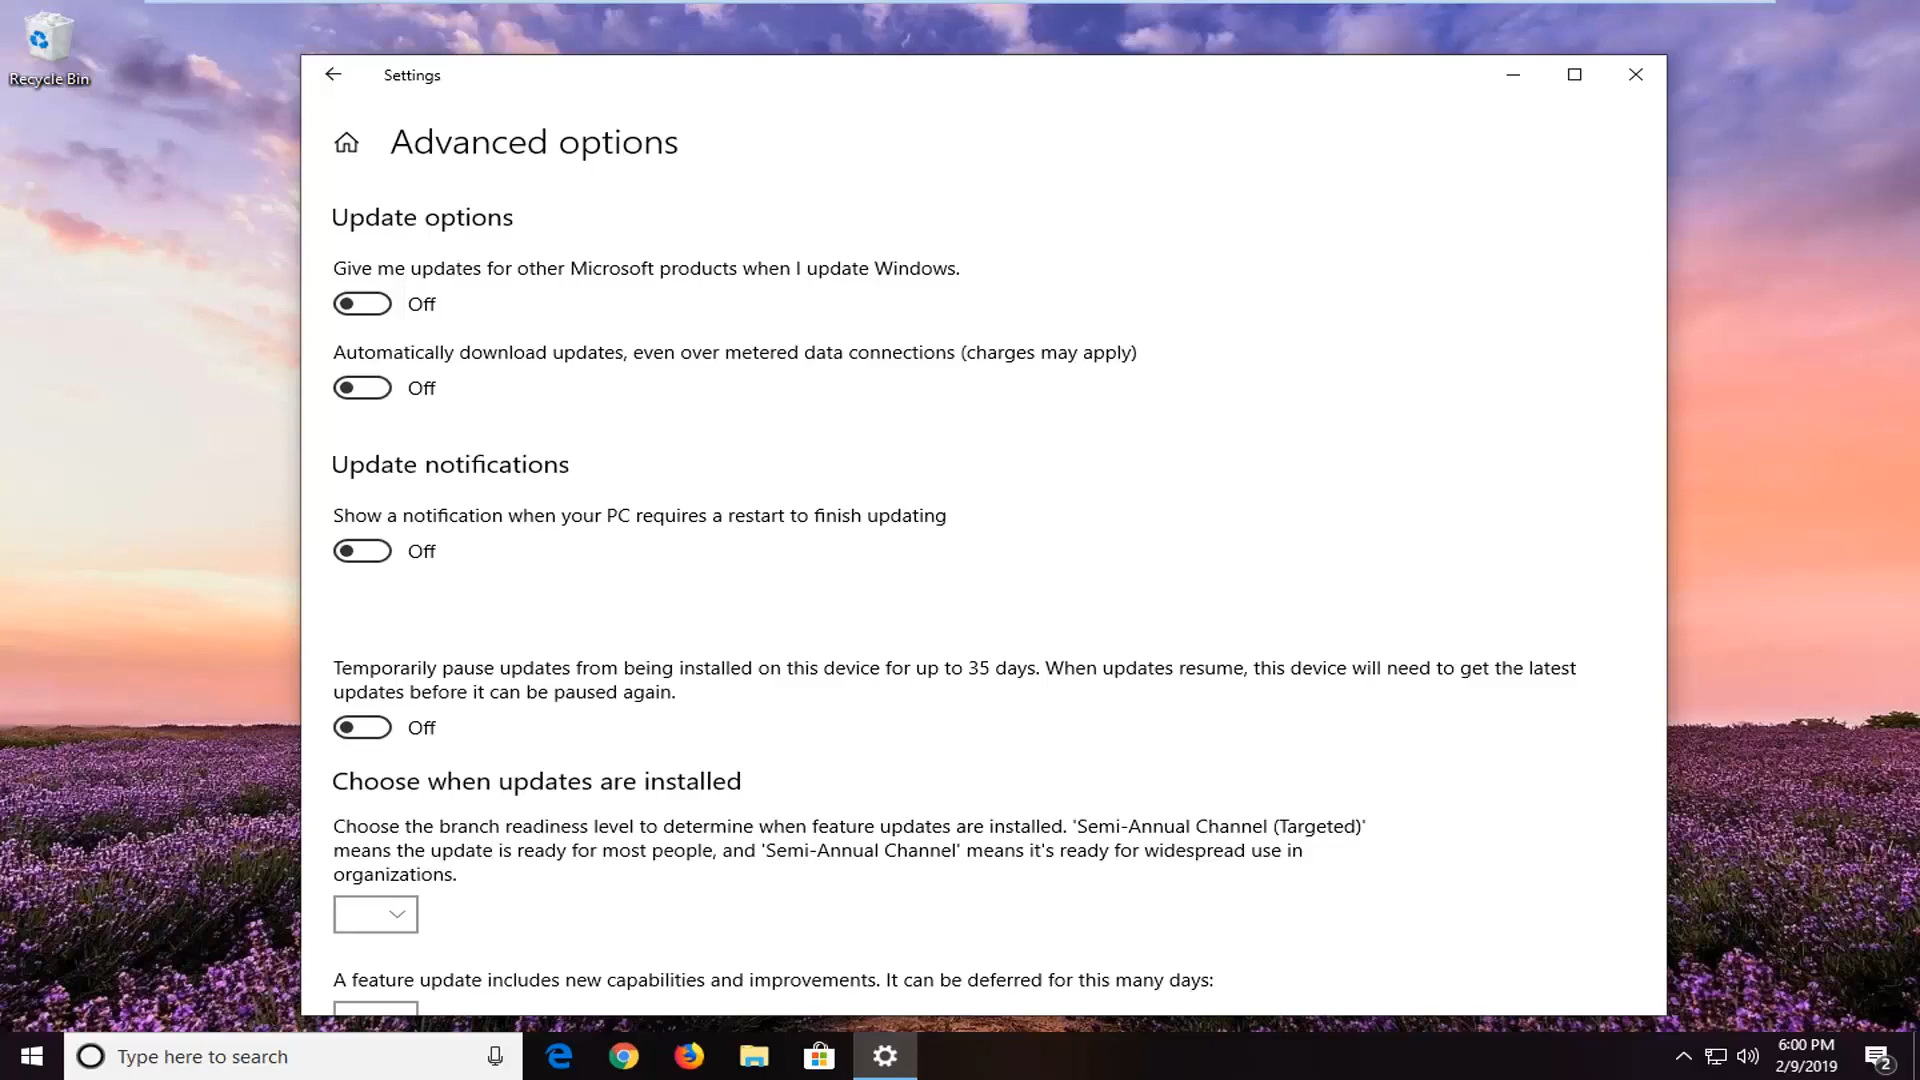 Recycle Bin
Settings
Advanced options
Update options
Give me updates for other Microsoft products when I update Windows.
Off
Automatically download updates, even over metered data connections (charges may apply)
Off
Update notifications
Show a notification when your PC requires a restart to finish updating
Off
Temporarily pause updates from being installed on this device for up to 35 days. When updates resume, this device will need to get the latest
updates before it can be paused again.
Off
Choose when updates are installed
Choose the branch readiness level to determine when feature updates are installed. 'Semi-Annual Channel (Targeted)'
means the update is ready for most people, and 'Semi-Annual Channel' means it's ready for widespread use in
organizations.
A feature update includes new capabilities and improvements. It can be deferred for this many days:
Type here to search
6:00 PM
2/9/2019
2